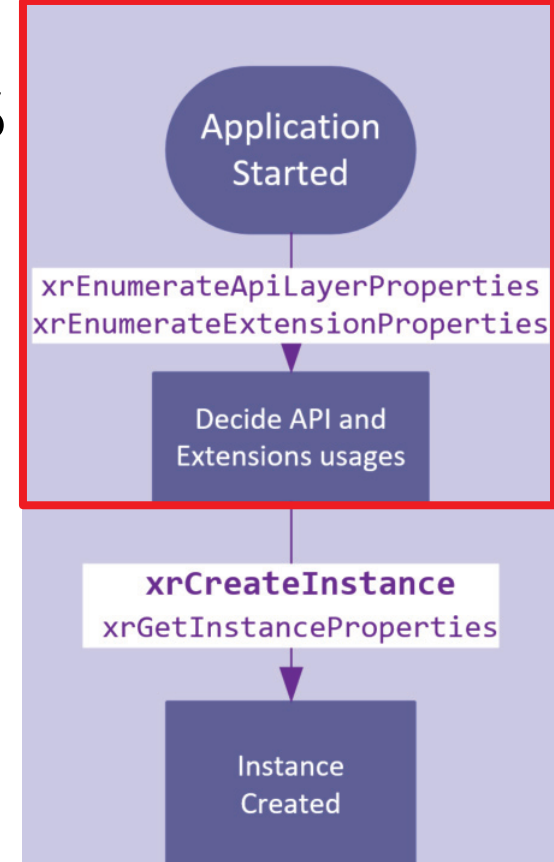 Application
Started
xrEnumerateApiLayerProperties
xrEnumerateExtensionProperties
Decide API and
Extensions usages
xrCreateInstance
xrGetInstanceProperties
Instance
Created